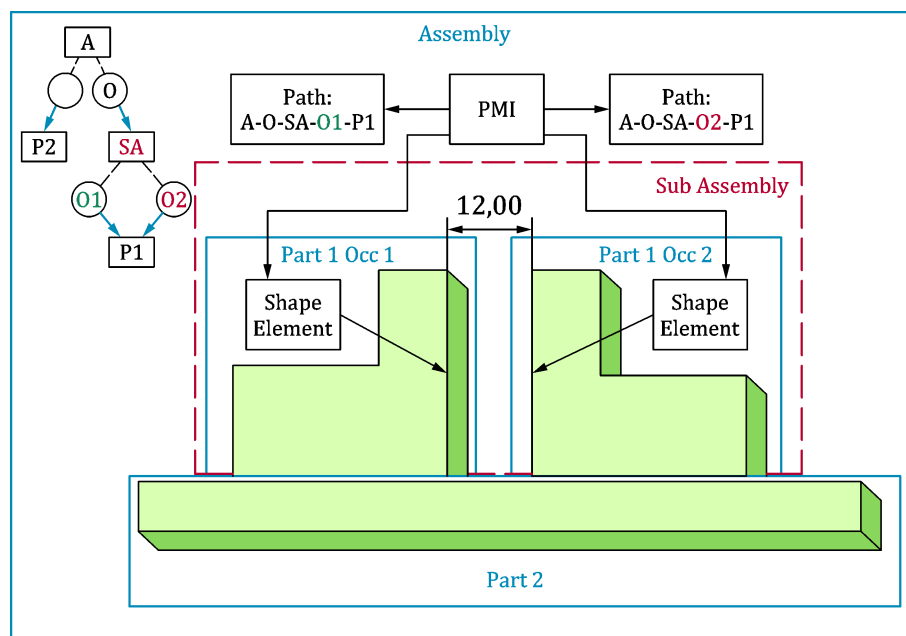 Assembly
A
O
P2
SA
O1
O2
P1
Path:
A-O-SA-O1-P1
PMI
Path:
A-O-SA-O2-P1
Sub Assembly
12,00
Part 1 Occ 1
Part 1 Occ 2
Shape
Element
Shape
Element
Part 2